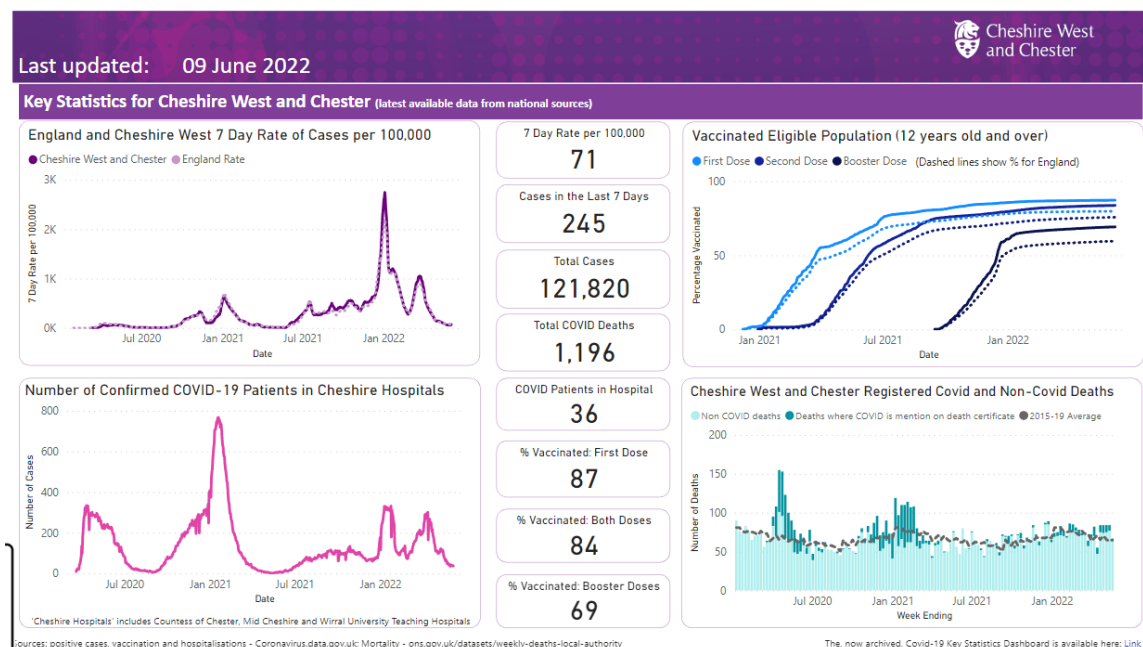 Cheshire West
and Chester
Last updated: 09 June 2022
Key Statistics for Cheshire West and Chester (latest available data from national sources)
England and Cheshire West 7 Day Rate of Cases per 100,000
Cheshire West and Chester England Rate
7 Day Rate per 100,000
3K
2K
1K
0K
Jul 2020 Jan 2021 Jul 2021 Jan 2022
Date
7 Day Rate per 100,000
71
Cases in the Last 7 Days
245
Total Cases
121,820
Total COVID Deaths
1,196
COVID Patients in Hospital
36
% Vaccinated: First Dose
87
% Vaccinated: Both Doses
84
% Vaccinated: Booster Doses
69
Vaccinated Eligible Population (12 years old and over)
First Dose Second Dose Booster Dose (Dashed lines show % for England)
Percentage Vaccinated
100
50
0
Jan 2021 Jul 2021 Jan 2022
Date
Number of Confirmed COVID-19 Patients in Cheshire Hospitals
Number of Cases
800
600
400
200
0
Jul 2020 Jan 2021 Jul 2021 Jan 2022
Date
'Cheshire Hospitals' includes Countess of Chester, Mid Cheshire and Wirral University Teaching Hospitals
Cheshire West and Chester Registered Covid and Non-Covid Deaths
Non COVID deaths Deaths where COVID is mention on death certificate 2015-19 Average
Number of Deaths
200
150
100
50
0
Jul 2020 Jan 2021 Jul 2021 Jan 2022
Week Ending
Sources: positive cases, vaccination and hospitalisations - Coronavirus.data.gov.uk; Mortality - ons.gov.uk/datasets/weekly-deaths-local-authority
The, now archived, Covid-19 Key Statistics Dashboard is available here: Link